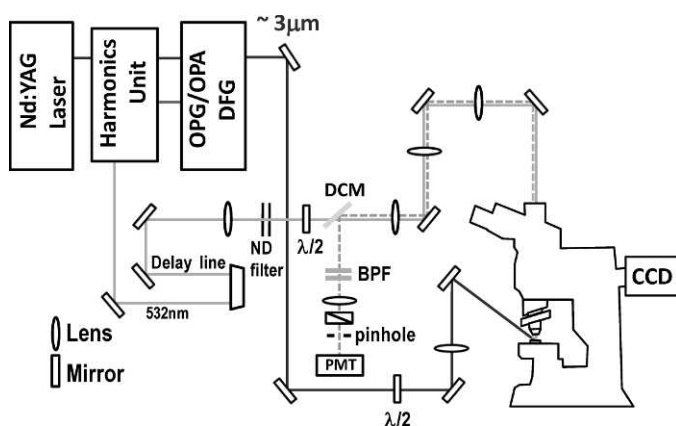 ~ 3μm
Nd:YAG
Laser
Harmonics
Unit
OPG/OPA
DFG
DCM
ND
filter
λ/2
Delay line
532nm
BPF
pinhole
PMT
λ/2
CCD
Lens
Mirror